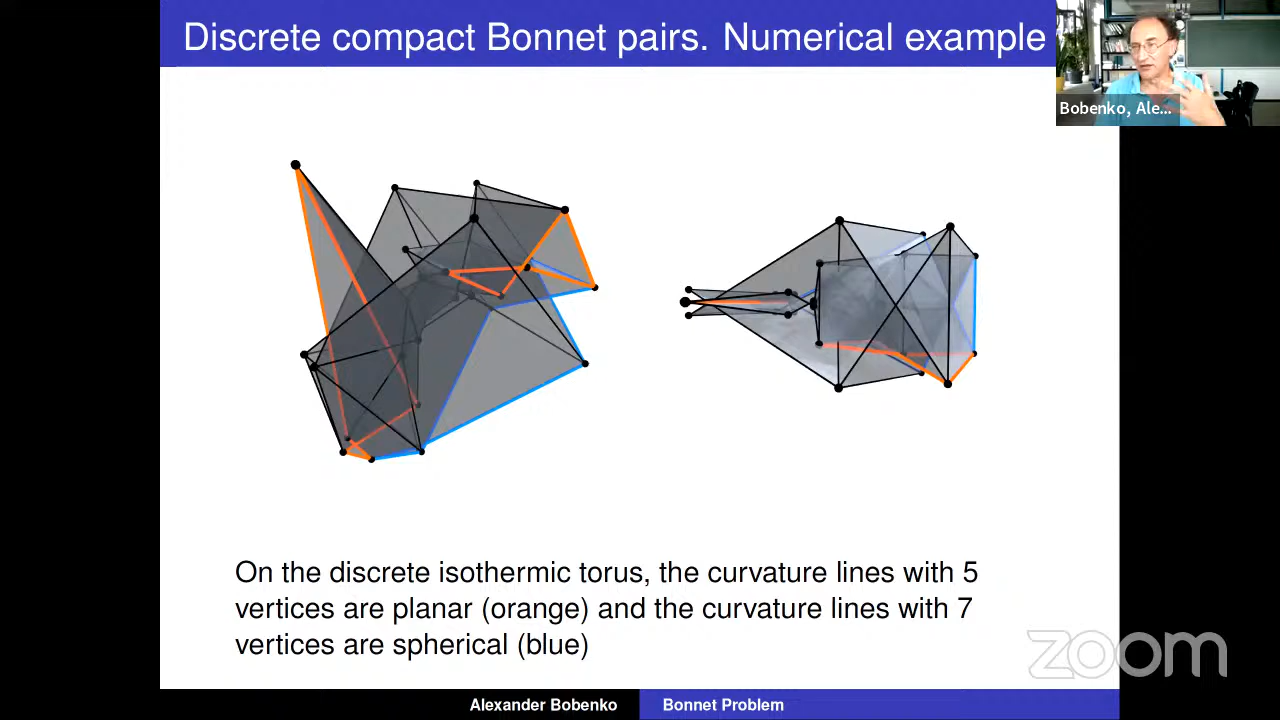 Discrete compact Bonnet pairs. Numerical example
Bobenko, Ale...
On the discrete isothermic torus, the curvature lines with 5
vertices are planar (orange) and the curvature lines with 7
vertices are spherical (blue)
zoom
Alexander Bobenko
Bonnet Problem